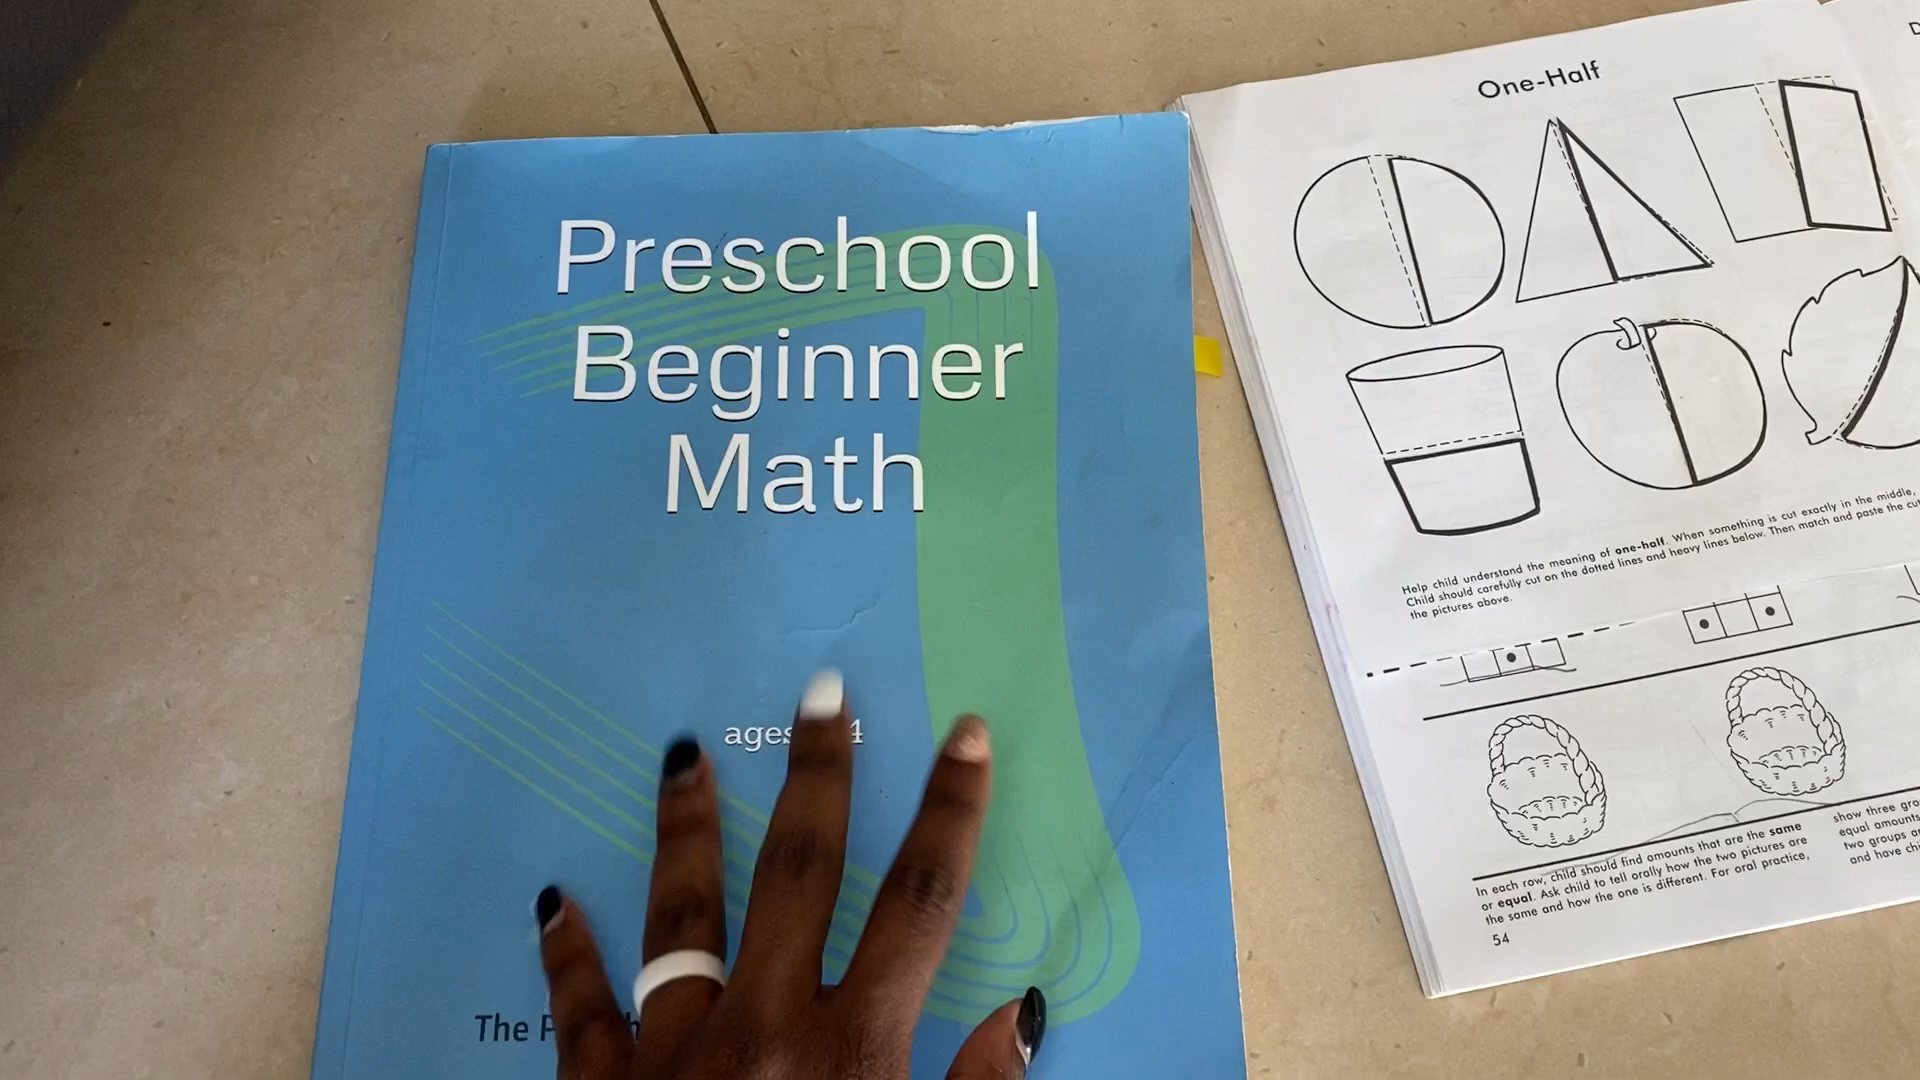 Preschool
Beginner
Math
ages 4
The
One-Half
Help child understand the meaning of one-half. When something is cut exactly in the middle,
Child should carefully cut on the dotted lines and heavy lines below. Then match and paste the cut
the pictures above.
In each row, child should find amounts that are the same
or equal. Ask child to tell orally how the two pictures are
the same and how the one is different. For oral practice,
54
show three
equal amounts
two groups
and have